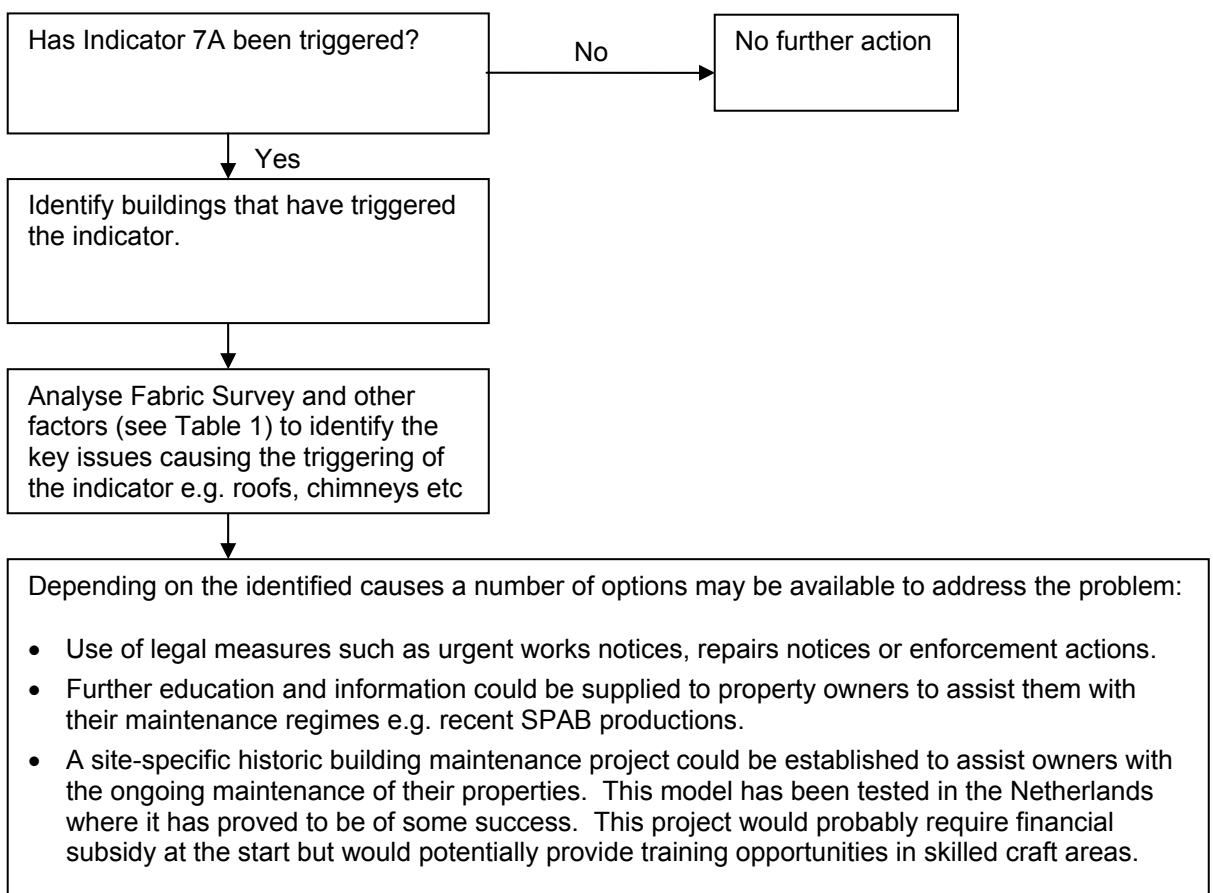 Has Indicator 7A been triggered?
No
No further action
Yes
Identify buildings that have triggered
the indicator.
Analyse Fabric Survey and other
factors (see Table 1) to identify the
key issues causing the triggering of
the indicator e.g. roofs, chimneys etc
Depending on the identified causes a number of options may be available to address the problem:
• Use of legal measures such as urgent works notices, repairs notices or enforcement actions.
• Further education and information could be supplied to property owners to assist them with
their maintenance regimes e.g. recent SPAB productions.
• A site-specific historic building maintenance project could be established to assist owners with
the ongoing maintenance of their properties. This model has been tested in the Netherlands
where it has proved to be of some success. This project would probably require financial
subsidy at the start but would potentially provide training opportunities in skilled craft areas.